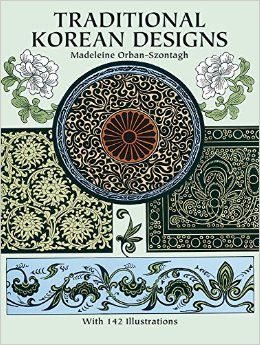 TRADITIONAL
KOREAN DESIGNS
Madeleine Orban-Szontagh
With 142 Illustrations